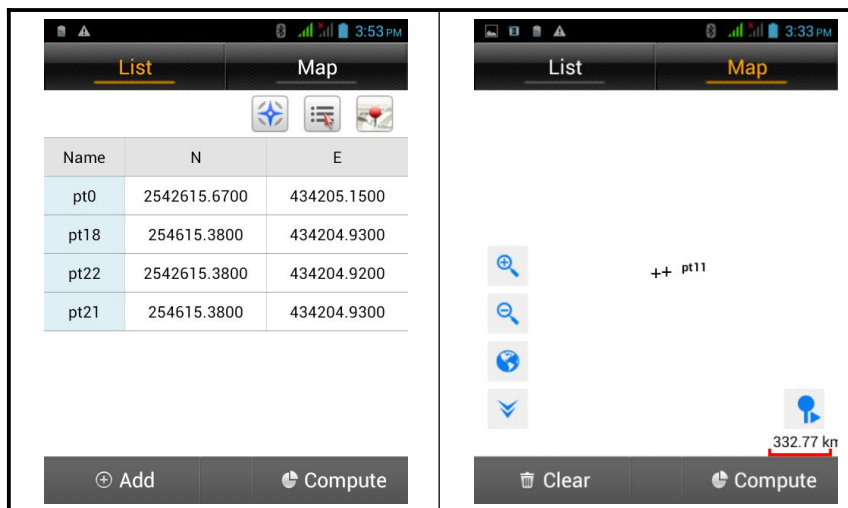 3:53 PM
List Map
Name N E
pt0 2542615.6700 434205.1500
pt18 254615.3800 434204.9300
pt22 2542615.3800 434204.9200
pt21 254615.3800 434204.9300
Add Compute
3:33 PM
List Map
pt11
332.77 km
Clear Compute